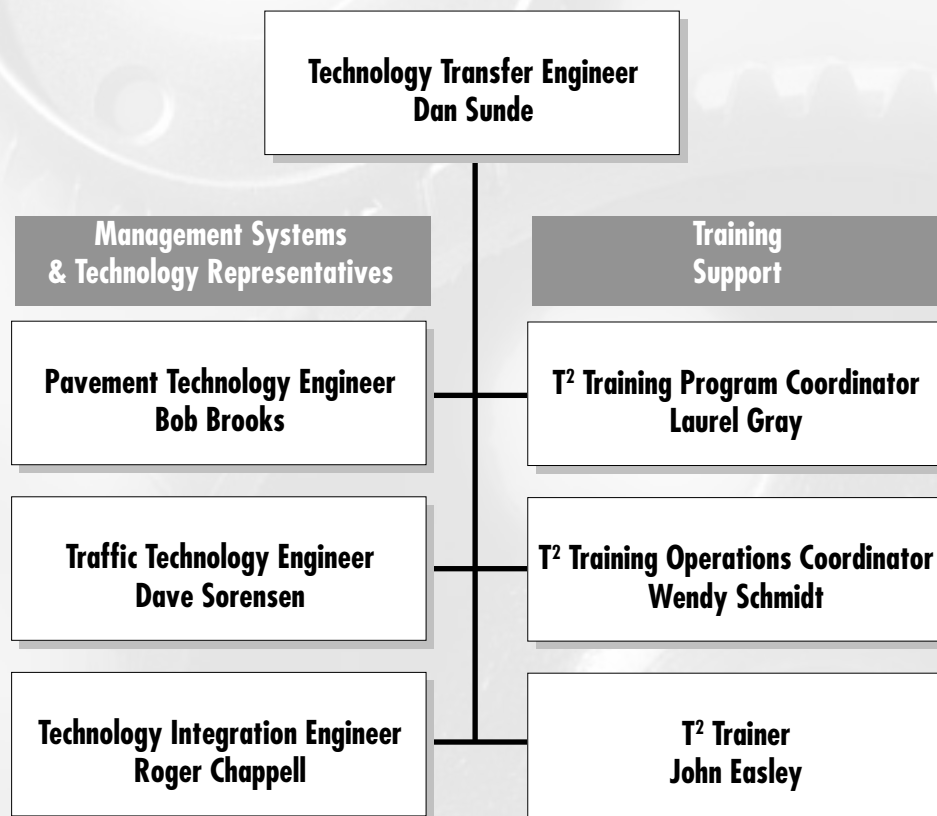 Technology Transfer Engineer
Dan Sunde
Management Systems
& Technology Representatives
Pavement Technology Engineer
Bob Brooks
Traffic Technology Engineer
Dave Sorensen
Technology Integration Engineer
Roger Chappell
Training
Support
T² Training Program Coordinator
Laurel Gray
T² Training Operations Coordinator
Wendy Schmidt
T² Trainer
John Easley